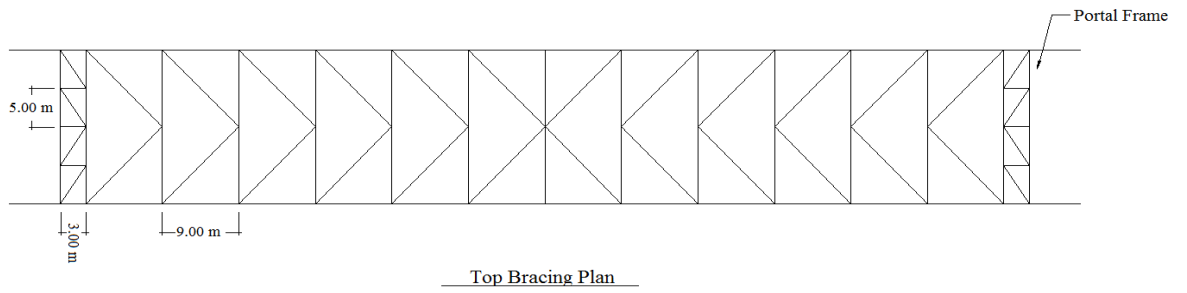 Portal Frame
5.00 m
3.00 m
9.00 m
Top Bracing Plan